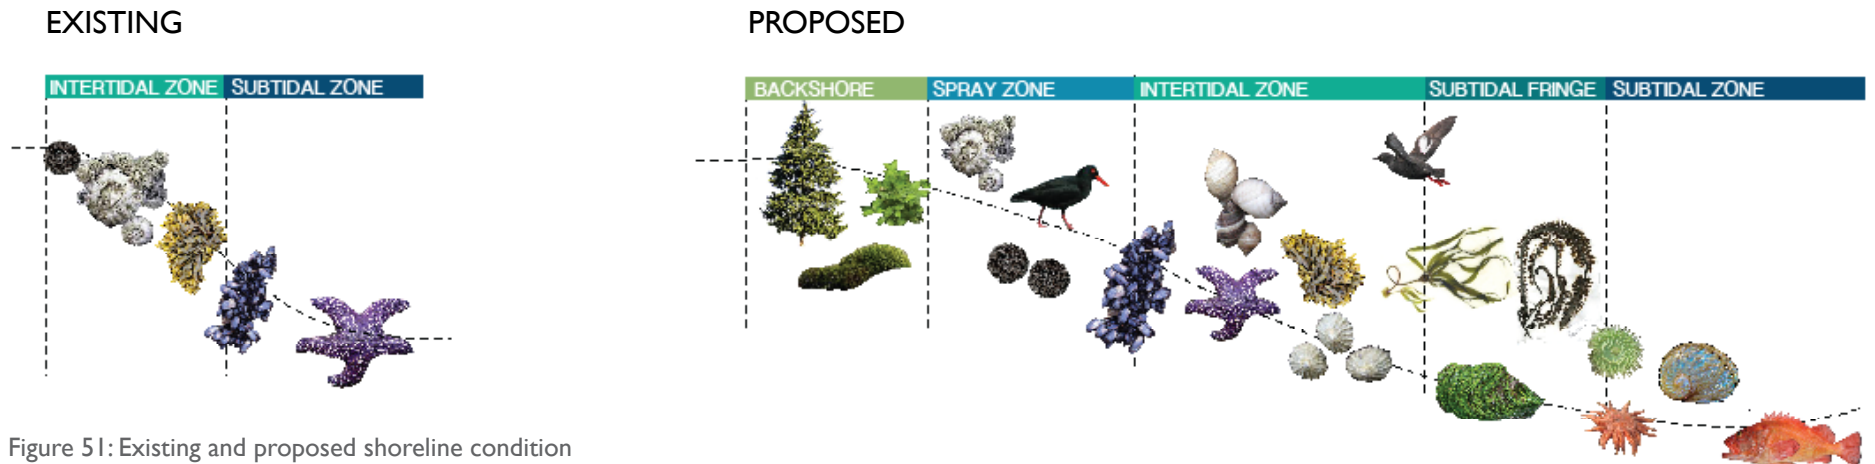 EXISTING
PROPOSED
INTERTIDAL ZONE SUBTIDAL ZONE
BACKSHORE SPRAY ZONE INTERTIDAL ZONE SUBTIDAL FRINGE SUBTIDAL ZONE
Figure 51: Existing and proposed shoreline condition